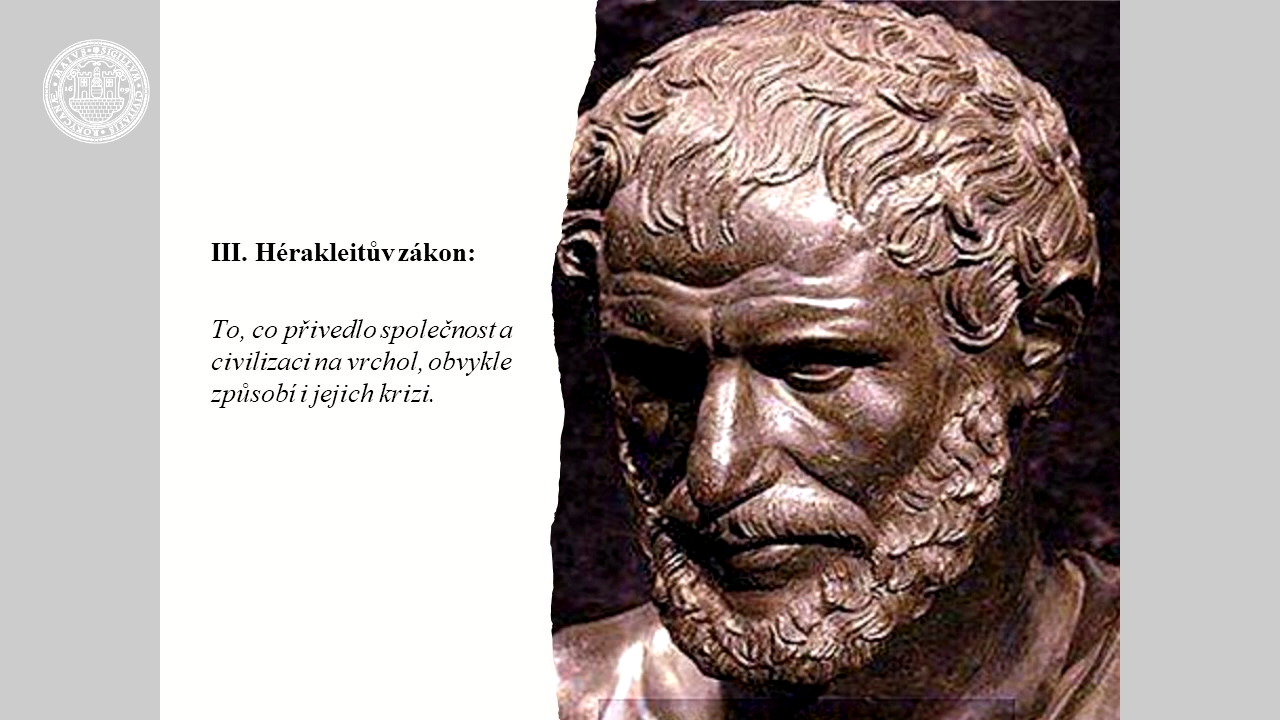 III. Hérakleitův zákon:
To, co přivedlo společnost a
civilizaci na vrchol, obvykle
způsobí i jejich krizi.